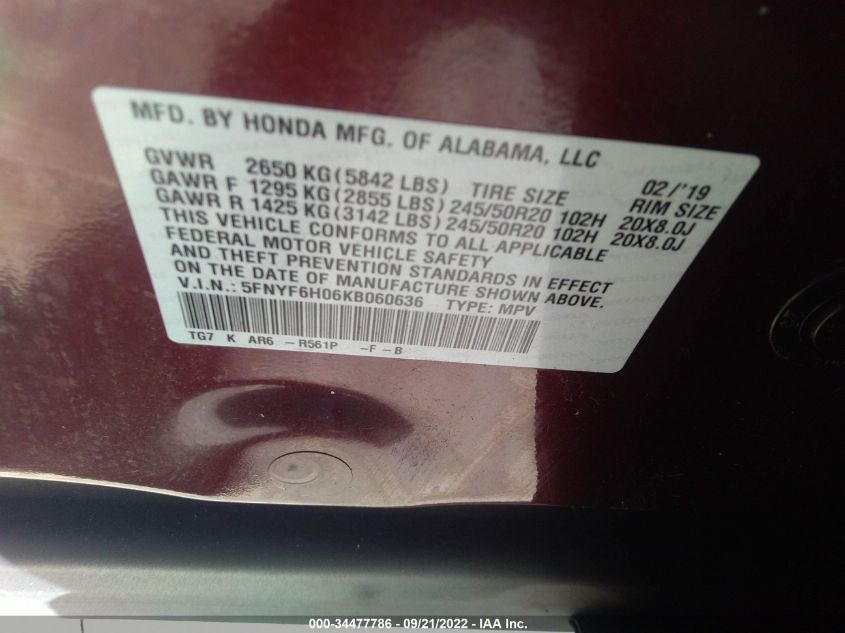 MFD. BY HONDA MFG. OF ALABAMA, LLC
GVWR 2650 KG(5842 LBS) TIRE SIZE 02/'19 RIM SIZE
GAWR F 1295 KG(2855 LBS) 245/50R20 102H 20X8.0J
GAWR R 1425 KG(3142 LBS) 245/50R20 102H 20X8.0J
THIS VEHICLE CONFORMS TO ALL APPLICABLE
FEDERAL MOTOR VEHICLE SAFETY
AND THEFT PREVENTION STANDARDS IN EFFECT
ON THE DATE OF MANUFACTURE SHOWN ABOVE.
V.I.N.: 5FNYF6H06KB060636 TYPE: MPV
TG7 K AR6 -R561P -F-B
000-34477786 - 09/21/2022 - IAA Inc.